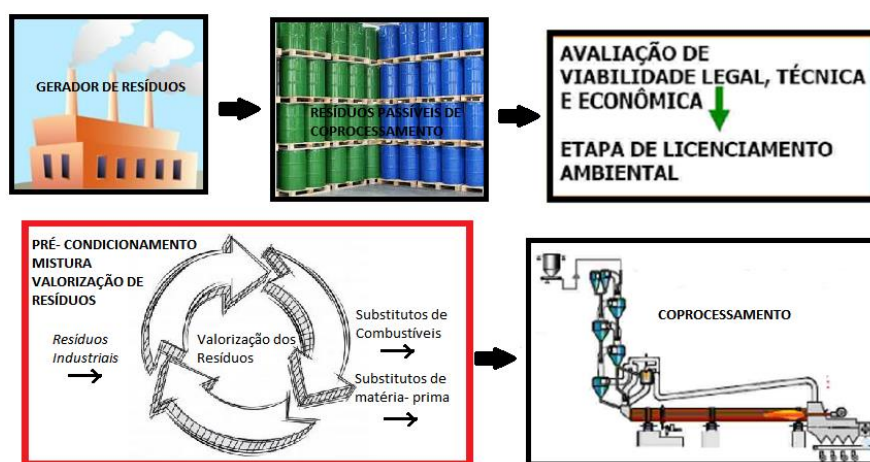 GERADOR DE RESÍDUOS
RESÍDUOS PASSÍVEIS DE
COPROCESSAMENTO
AVALIAÇÃO DE
VIABILIDADE LEGAL, TÉCNICA
E ECONÔMICA
ETAPA DE LICENCIAMENTO
AMBIENTAL
PRÉ- CONDICIONAMENTO
MISTURA
VALORIZAÇÃO DE
RESÍDUOS
Resíduos
Industriais
Valorização dos
Resíduos
Substitutos de
Combustíveis
Substitutos de
matéria- prima
COPROCESSAMENTO